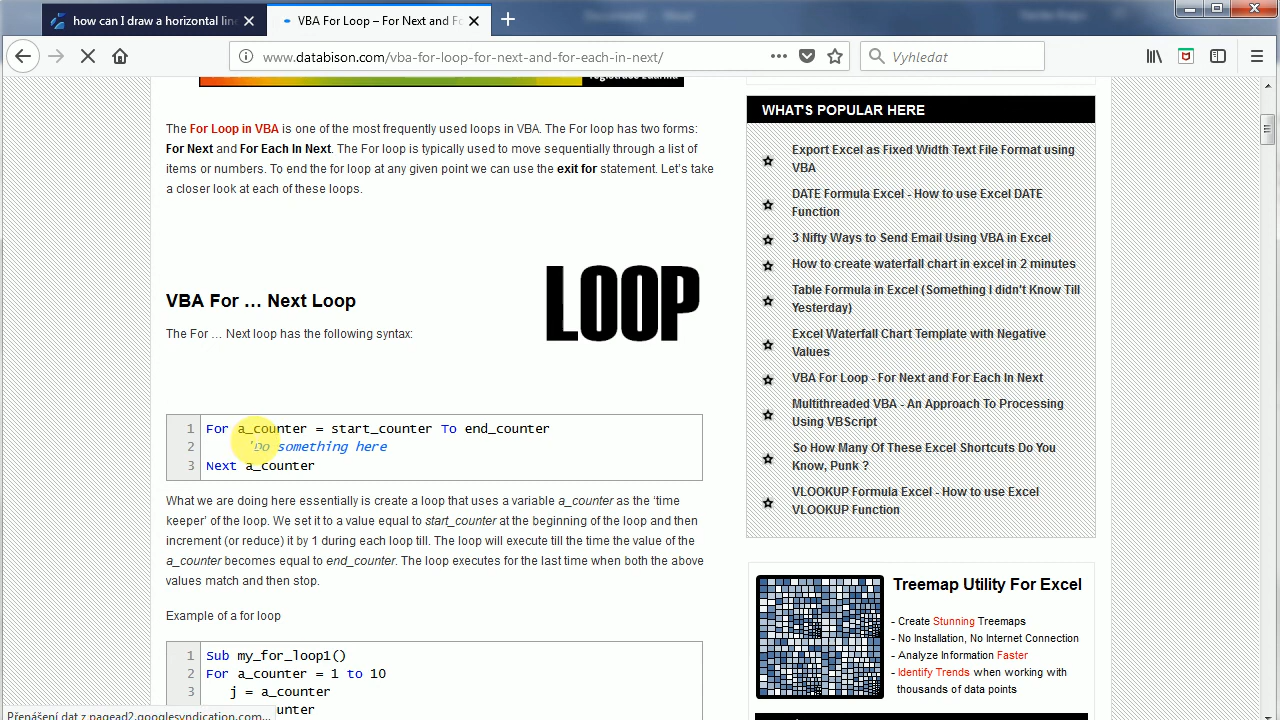 how can I draw a horizontal line
VBA For Loop – For Next and Fo
www.databison.com/vba-for-loop-for-next-and-for-each-in-next/
Vyhledat
The For Loop in VBA is one of the most frequently used loops in VBA. The For loop has two forms:
For Next and For Each In Next. The For loop is typically used to move sequentially through a list of
items or numbers. To end the for loop at any given point we can use the exit for statement. Let's take
a closer look at each of these loops.
LOOP
VBA For ... Next Loop
The For ... Next loop has the following syntax:
1 For a_counter = start_counter To end_counter
2 'Do something here
3 Next a_counter
What we are doing here essentially is create a loop that uses a variable a_counter as the 'time
keeper' of the loop. We set it to a value equal to start_counter at the beginning of the loop and then
increment (or reduce) it by 1 during each loop till. The loop will execute till the time the value of the
a_counter becomes equal to end_counter. The loop executes for the last time when both the above
values match and then stop.
Example of a for loop
1 Sub my_for_loop1()
2 For a_counter = 1 to 10
3 j = a_counter
unter
Přenášení dat z pagead2.googlesyndication.com...
WHAT'S POPULAR HERE
Export Excel as Fixed Width Text File Format using
VBA
DATE Formula Excel - How to use Excel DATE
Function
3 Nifty Ways to Send Email Using VBA in Excel
How to create waterfall chart in excel in 2 minutes
Table Formula in Excel (Something I didn't Know Till
Yesterday)
Excel Waterfall Chart Template with Negative
Values
VBA For Loop - For Next and For Each In Next
Multithreaded VBA - An Approach To Processing
Using VBScript
So How Many Of These Excel Shortcuts Do You
Know, Punk ?
VLOOKUP Formula Excel - How to use Excel
VLOOKUP Function
Treemap Utility For Excel
- Create Stunning Treemaps
- No Installation, No Internet Connection
- Analyze Information Faster
- Identify Trends when working with
thousands of data points